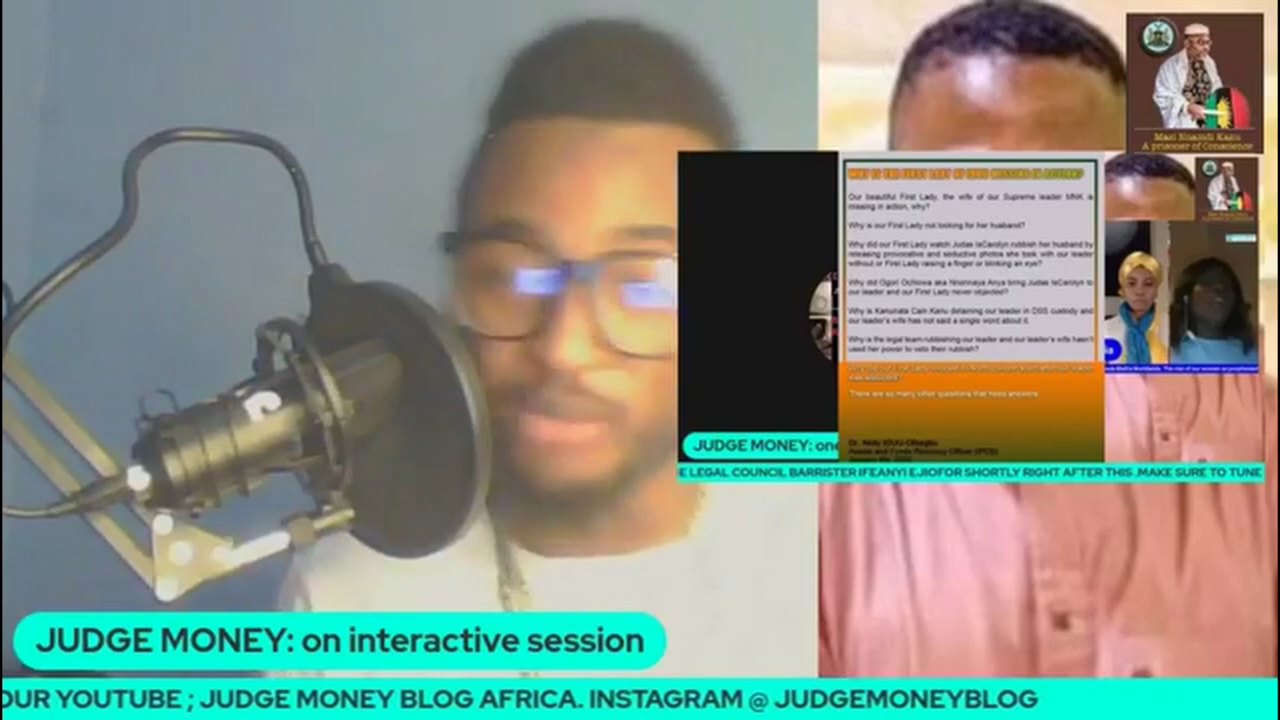 Mazi Nnamdi Kanu
A prisoner of Conscience
WHY IS THE FIRST LADY OF IPOB MISSING IN ACTION?
Our beautiful First Lady, the wife of our Supreme leader MNK is
missing in action, why?
Why is our First Lady not looking for her husband?
Why did our First Lady watch Judas IsCarolyn rubbish her husband by
releasing provocative and seductive photos she took with our leader
without or First Lady raising a finger or blinking an eye?
Why did Ogori Ochiowa aka Nnennaya Anya bring Judas IsCarolyn to
our leader and our First Lady never objected?
Why is Kanunata Cain Kanu detaining our leader in DSS custody and
our leader's wife has not said a single word about it.
Why is the legal team rubbishing our leader and our leader's wife hasn't
used her power to veto their rubbish?
There are so many other questions that needs answers.
JUDGE MONEY: one
E LEGAL COUNCIL BARRISTER IFEANYI EJIOFOR SHORTLY RIGHT AFTER THIS .MAKE SURE TO TUNE
JUDGE MONEY: on interactive session
OUR YOUTUBE ; JUDGE MONEY BLOG AFRICA. INSTAGRAM @ JUDGEMONEYBLOG